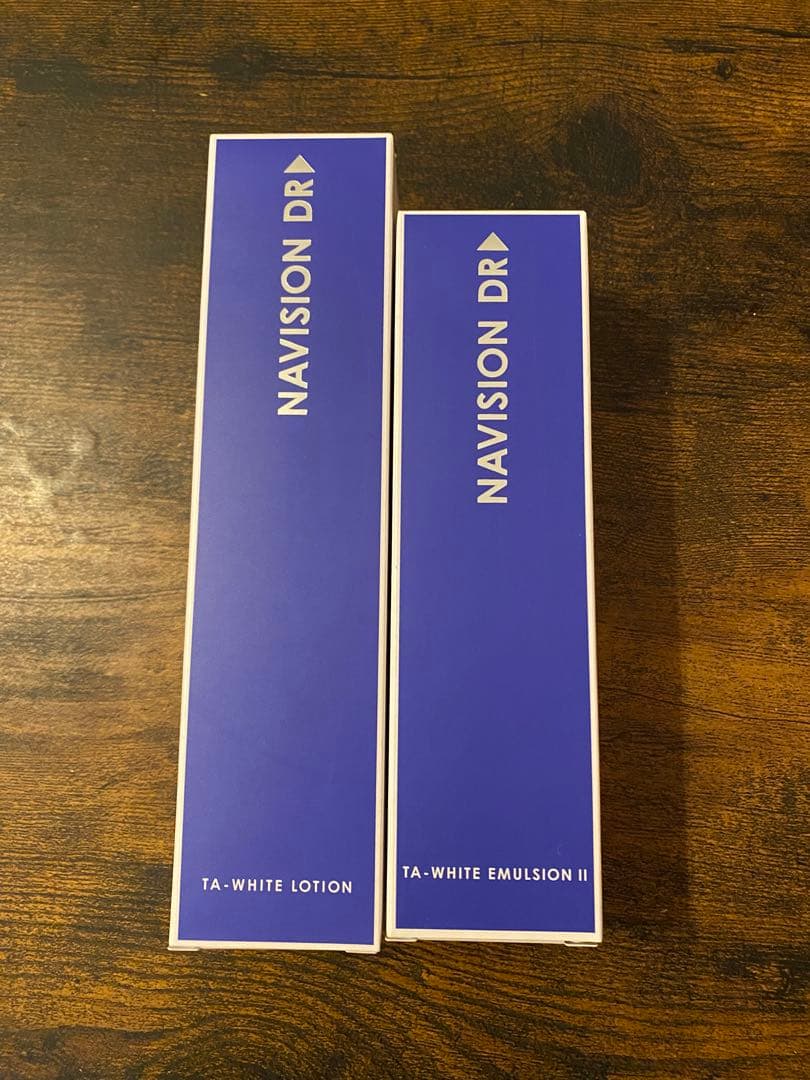 NAVISION DR
TA-WHITE LOTION
NAVISION DR
TA-WHITE EMULSION II